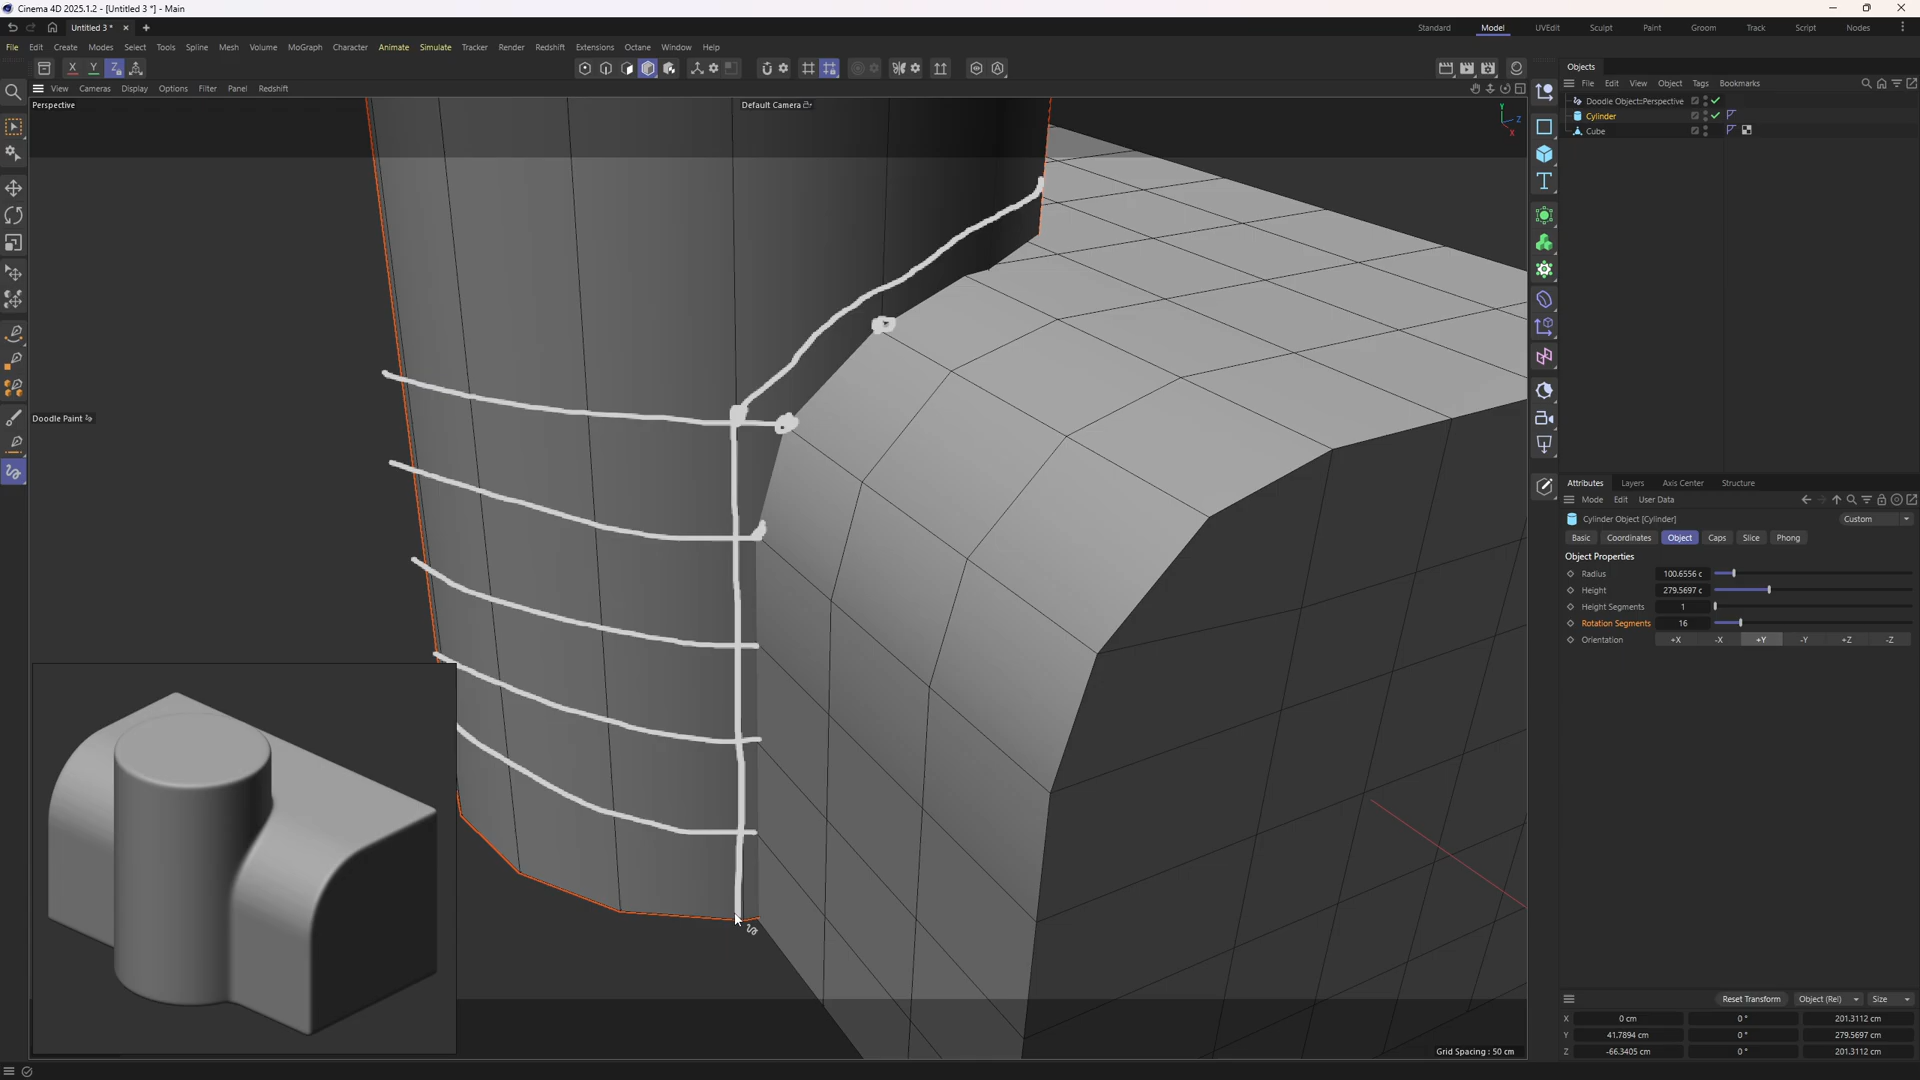 Cinema 4D 2025.1.2 - [Untitled 3 *] - Main
Untitled 3 *
Standard Model UVEdit Sculpt Paint Groom Track Script Nodes
File Edit Create Modes Select Tools Spline Mesh Volume MoGraph Character Animate Simulate Tracker Render Redshift Extensions Octane Window Help
X Y Z
View Cameras Display Options Filter Panel Redshift
Perspective
Default Camera
Y
Z
X
Doodle Paint
Grid Spacing : 50 cm
Objects
File Edit View Object Tags Bookmarks
Doodle Object=Perspective
Cylinder
Cube
Attributes Layers Axis Center Structure
Mode Edit User Data
Cylinder Object [Cylinder] Custom
Basic Coordinates Object Caps Slice Phong
Object Properties
Radius 100.6556 c
Height 279.5697 c
Height Segments 1
Rotation Segments 16
Orientation +X -X +Y -Y +Z -Z
Reset Transform Object (Rel) Size
X 0 cm 0 ° 201.3112 cm
Y 41.7894 cm 0 ° 279.5697 cm
Z -66.3405 cm 0 ° 201.3112 cm